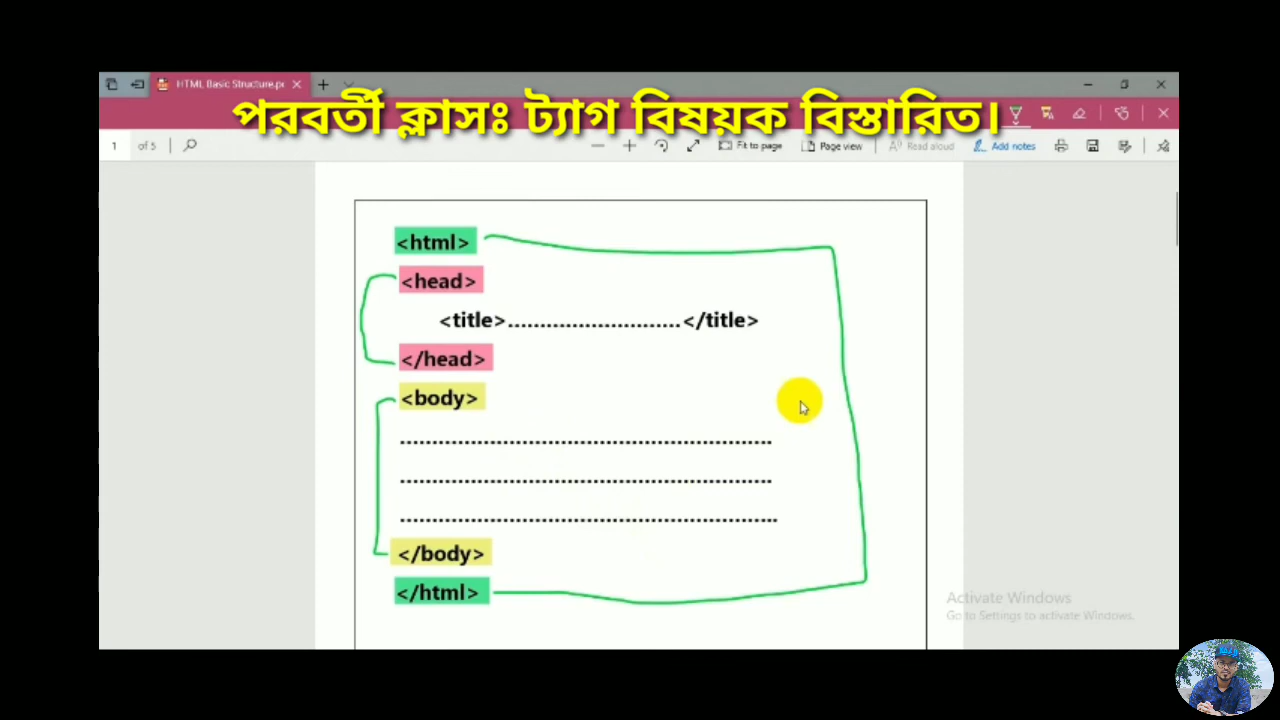 HTML Basic Structure.pc
পরবর্তী ক্লাসঃ ট্যাগ বিষয়ক বিস্তারিত।
1 of 5 Fit to page Page view Read aloud Add notes
<html>
<head>
<title>...........................</title>
</head>
<body>
..........................................................
..........................................................
...........................................................
</body>
</html>
Activate Windows
Go to Settings to activate Windows.